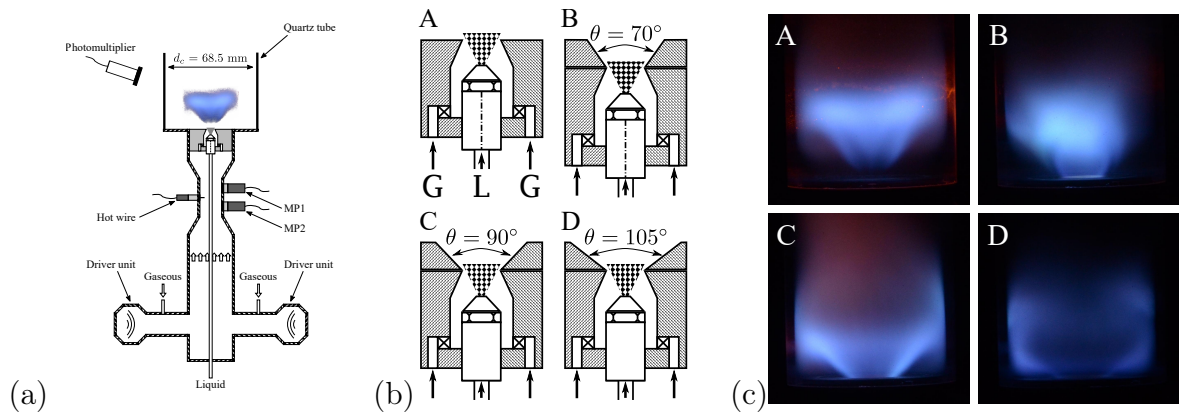 Photomultiplier
Quartz tube
d_c = 68.5 mm
Hot wire
MP1
MP2
Driver unit
Gaseous
Gaseous
Driver unit
Liquid
(a)
A
B
θ = 70°
G
L
G
C
D
θ = 90°
θ = 105°
(b)
A
B
C
D
(c)